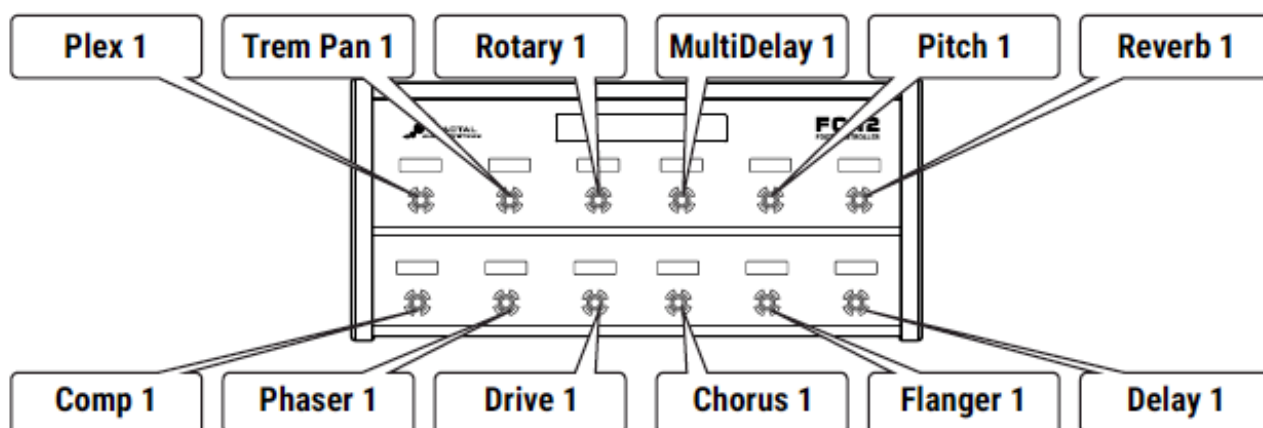 Plex 1
Trem Pan 1
Rotary 1
MultiDelay 1
Pitch 1
Reverb 1
Comp 1
Phaser 1
Drive 1
Chorus 1
Flanger 1
Delay 1